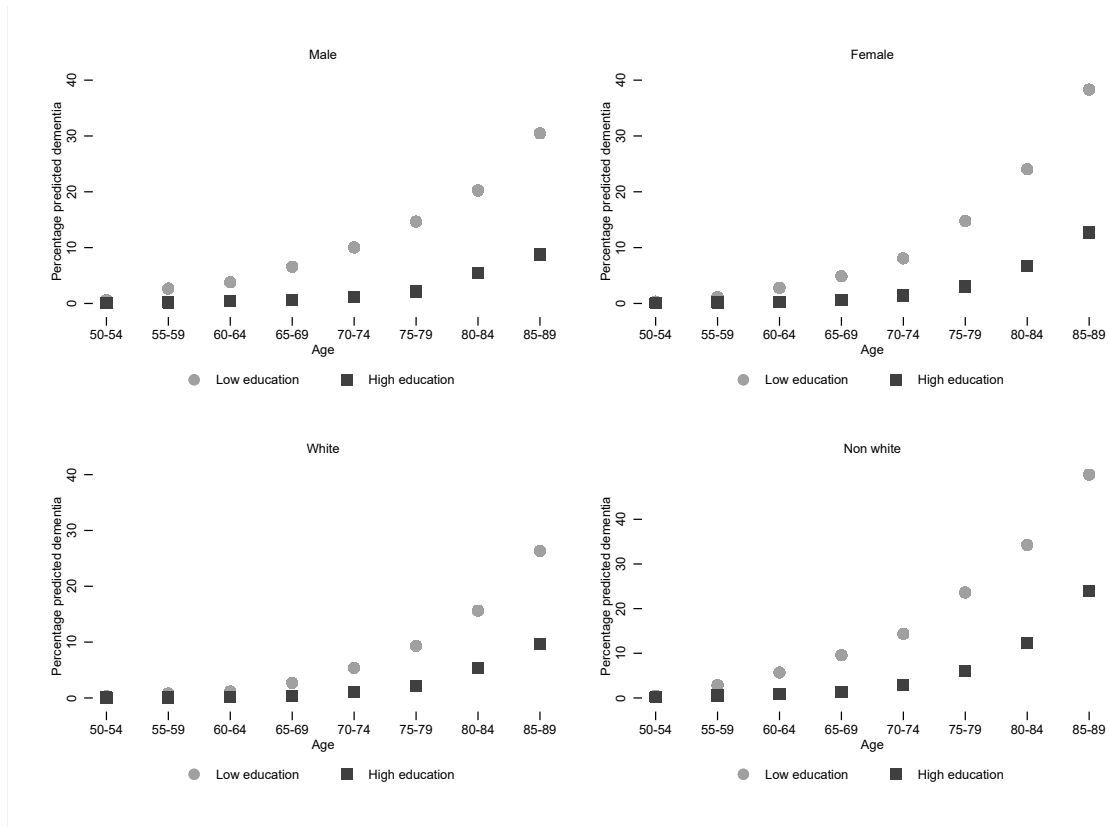 Male
Percentage predicted dementia
40
30
20
10
0
50-54 55-59 60-64 65-69 70-74 75-79 80-84 85-89
Age
Low education High education
Female
Percentage predicted dementia
40
30
20
10
0
50-54 55-59 60-64 65-69 70-74 75-79 80-84 85-89
Age
Low education High education
White
Percentage predicted dementia
40
30
20
10
0
50-54 55-59 60-64 65-69 70-74 75-79 80-84 85-89
Age
Low education High education
Non white
Percentage predicted dementia
40
30
20
10
0
50-54 55-59 60-64 65-69 70-74 75-79 80-84 85-89
Age
Low education High education